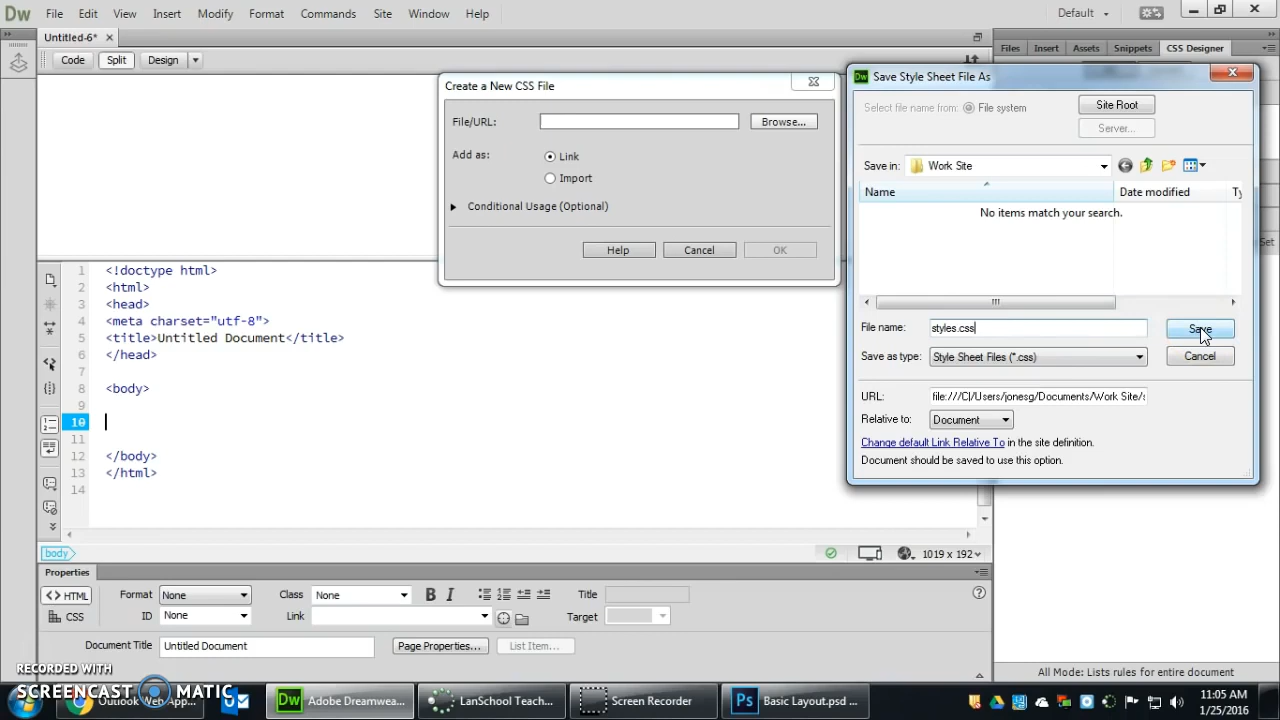 Dw File Edit View Insert Modify Format Commands Site Window Help Default
Untitled-6* × Files Insert Assets Snippets CSS Designer
Code Split Design
Create a New CSS File
File/URL: Browse...
Add as: Link
Import
Conditional Usage (Optional)
Help Cancel OK
Dw Save Style Sheet File As
Select file name from: File system Site Root
Server...
Save in: Work Site
Name Date modified Ty
No items match your search.
File name: styles.css Save
Save as type: Style Sheet Files (*.css) Cancel
URL: file:///C|/Users/jonesg/Documents/Work Site/s
Relative to: Document
Change default Link Relative To in the site definition.
Document should be saved to use this option.
Set
1 <!doctype html>
2 <html>
3 <head>
4 <meta charset="utf-8">
5 <title>Untitled Document</title>
6 </head>
7
8 <body>
9
10
11
12 </body>
13 </html>
14
body 1019 x 192
Properties
<> HTML Format None Class None B I Title
CSS ID None Link Target
Document Title Untitled Document Page Properties... List Item...
All Mode: Lists rules for entire document
RECORDED WITH
SCREENCAST MATIC
Outlook Web App... Dw Adobe Dreamwea... LanSchool Teach... Screen Recorder Ps Basic Layout.psd ...
11:05 AM
1/25/2016